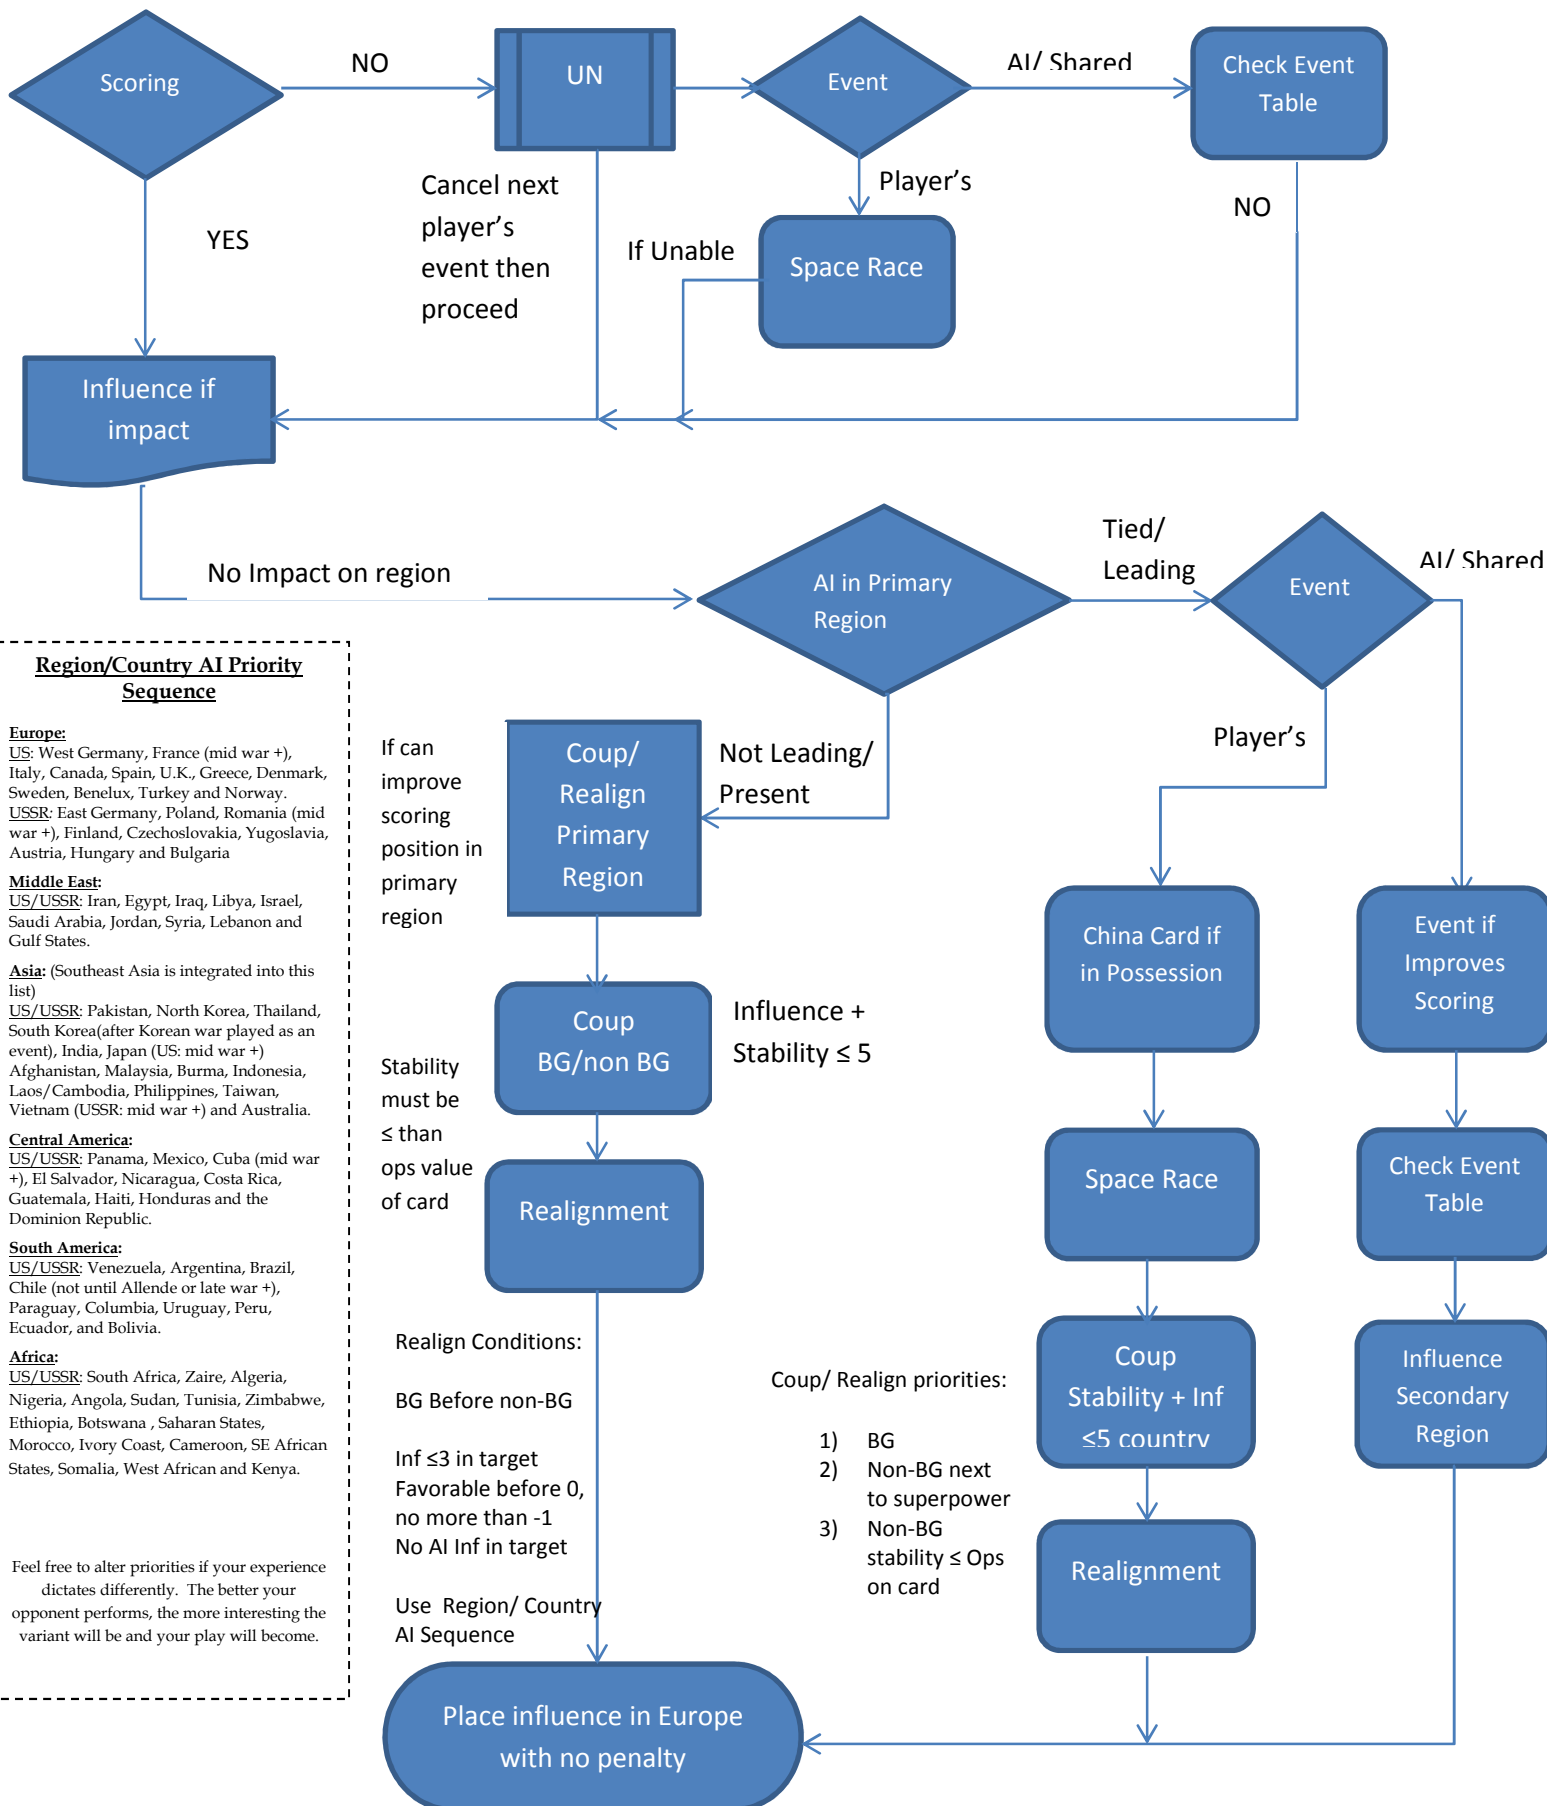 Scoring
NO
UN
Event
AI/ Shared
Check Event
Table
YES
Cancel next
player's
event then
proceed
Player's
If Unable
Space Race
NO
Influence if
impact
No Impact on region
AI in Primary
Region
Tied/
Leading
Event
AI/ Shared
Region/Country AI Priority
Sequence
Europe:
US: West Germany, France (mid war +),
Italy, Canada, Spain, U.K., Greece, Denmark,
Sweden, Benelux, Turkey and Norway.
USSR: East Germany, Poland, Romania (mid
war +), Finland, Czechoslovakia, Yugoslavia,
Austria, Hungary and Bulgaria
Middle East:
US/USSR: Iran, Egypt, Iraq, Libya, Israel,
Saudi Arabia, Jordan, Syria, Lebanon and
Gulf States.
Asia: (Southeast Asia is integrated into this
list)
US/USSR: Pakistan, North Korea, Thailand,
South Korea(after Korean war played as an
event), India, Japan (US: mid war +)
Afghanistan, Malaysia, Burma, Indonesia,
Laos/Cambodia, Philippines, Taiwan,
Vietnam (USSR: mid war +) and Australia.
Central America:
US/USSR: Panama, Mexico, Cuba (mid war
+), El Salvador, Nicaragua, Costa Rica,
Guatemala, Haiti, Honduras and the
Dominion Republic.
South America:
US/USSR: Venezuela, Argentina, Brazil,
Chile (not until Allende or late war +),
Paraguay, Columbia, Uruguay, Peru,
Ecuador, and Bolivia.
Africa:
US/USSR: South Africa, Zaire, Algeria,
Nigeria, Angola, Sudan, Tunisia, Zimbabwe,
Ethiopia, Botswana , Saharan States,
Morocco, Ivory Coast, Cameroon, SE African
States, Somalia, West African and Kenya.
Feel free to alter priorities if your experience
dictates differently. The better your
opponent performs, the more interesting the
variant will be and your play will become.
If can
improve
scoring
position in
primary
region
Coup/
Realign
Primary
Region
Not Leading/
Present
Player's
Stability
must be
≤ than
ops value
of card
Coup
BG/non BG
Influence +
Stability ≤ 5
Realignment
China Card if
in Possession
Event if
Improves
Scoring
Space Race
Check Event
Table
Realign Conditions:
BG Before non-BG
Inf ≤3 in target
Favorable before 0,
no more than -1
No AI Inf in target
Use Region/ Country
AI Sequence
Coup/ Realign priorities:
1) BG
2) Non-BG next
to superpower
3) Non-BG
stability ≤ Ops
on card
Coup
Stability + Inf
≤5 country
Influence
Secondary
Region
Realignment
Place influence in Europe
with no penalty